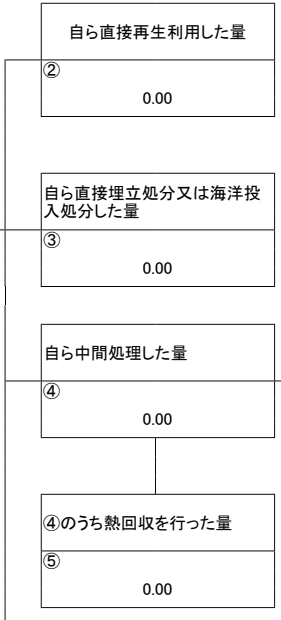 自ら直接再生利用した量
②
0.00
自ら直接埋立処分又は海洋投
入処分した量
③
0.00
自ら中間処理した量
④
0.00
④のうち熱回収を行った量
⑤
0.00